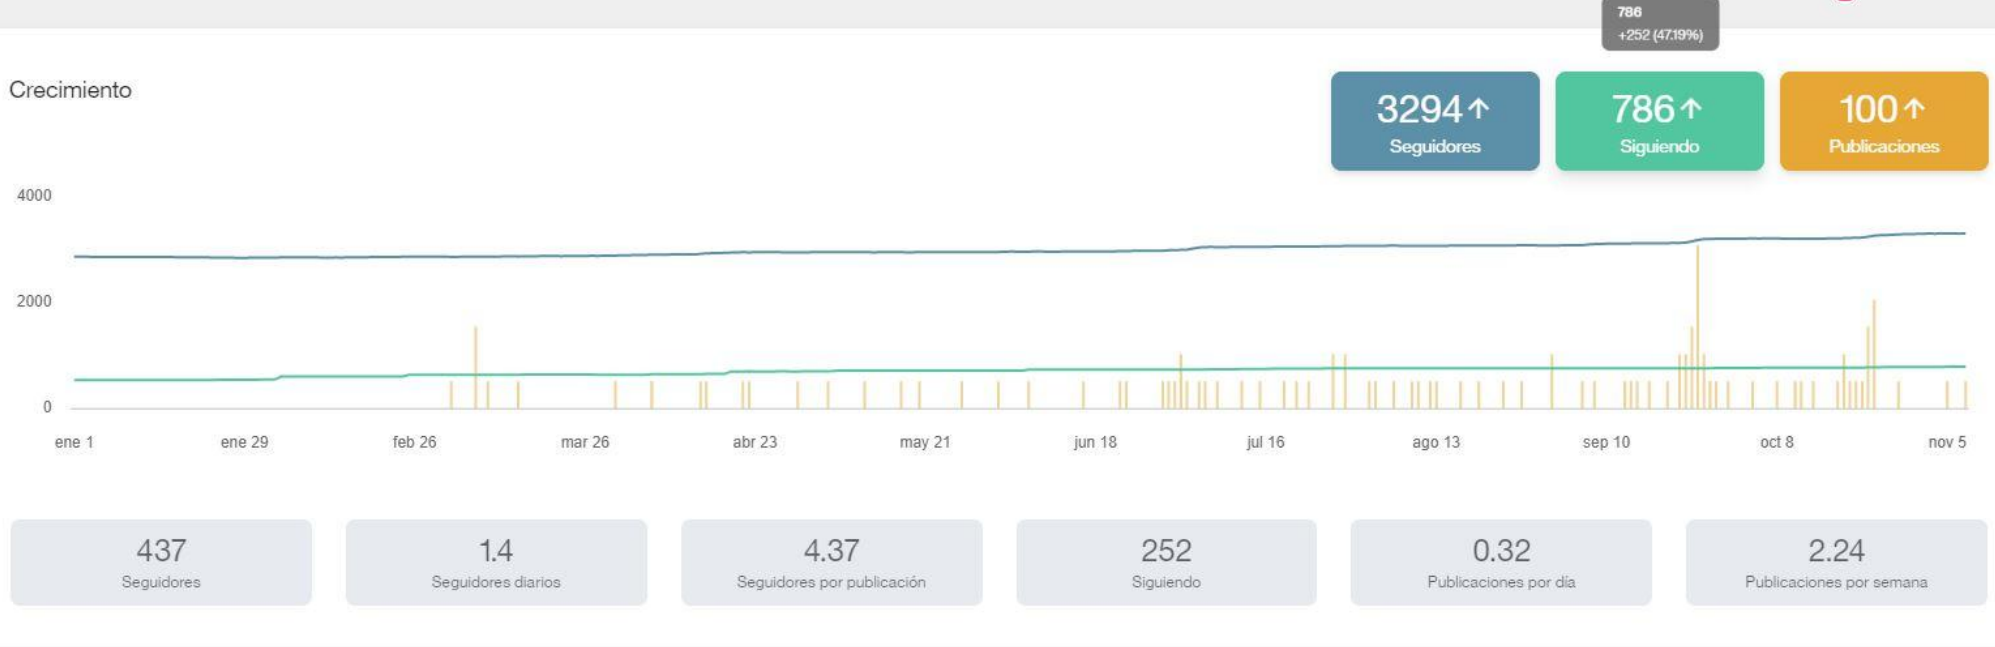 786
+252 (47.19%)
Crecimiento
3294↑
Seguidores
786↑
Siguiendo
100↑
Publicaciones
4000
2000
0
ene 1
ene 29
feb 26
mar 26
abr 23
may 21
jun 18
jul 16
ago 13
sep 10
oct 8
nov 5
437
Seguidores
1.4
Seguidores diarios
4.37
Seguidores por publicación
252
Siguiendo
0.32
Publicaciones por día
2.24
Publicaciones por semana